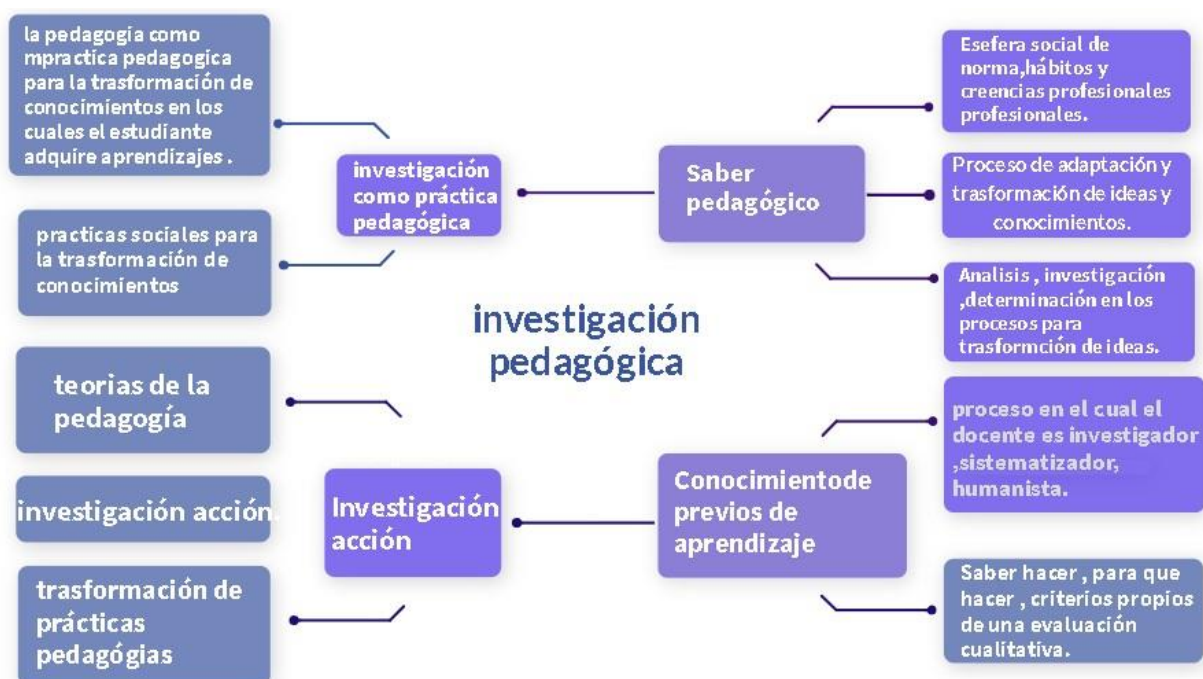 la pedagogía como
mpractica pedagogíca
para la trasformación de
conocimientos en los
cuales el estudiante
adquire aprendizajes .
practícas sociales para
la trasformación de
conocimientos
teorías de la
pedagogía
investigación acción.
trasformación de
prácticas
pedagógias
investigación
como práctica
pedagógica
Investigación
acción
investigación
pedagógica
Saber
pedagógico
Conocimientode
previos de
aprendizaje
Esefera social de
norma,hábitos y
creencias profesionales
profesionales.
Proceso de adaptación y
trasformación de ideas y
conocimientos.
Analisis , investigación
,determinación en los
procesos para
trasformción de ideas.
proceso en el cual el
docente es investigador
,sistematizador,
humanista.
Saber hacer , para que
hacer , criterios propios
de una evaluación
cualitativa.